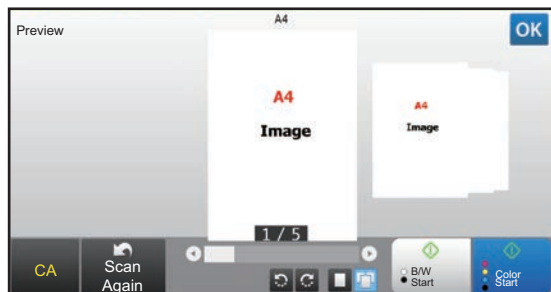 A4
Preview
OK
A4
Image
A4
Image
1 / 5
CA
Scan
Again
B/W
Start
Color
Start